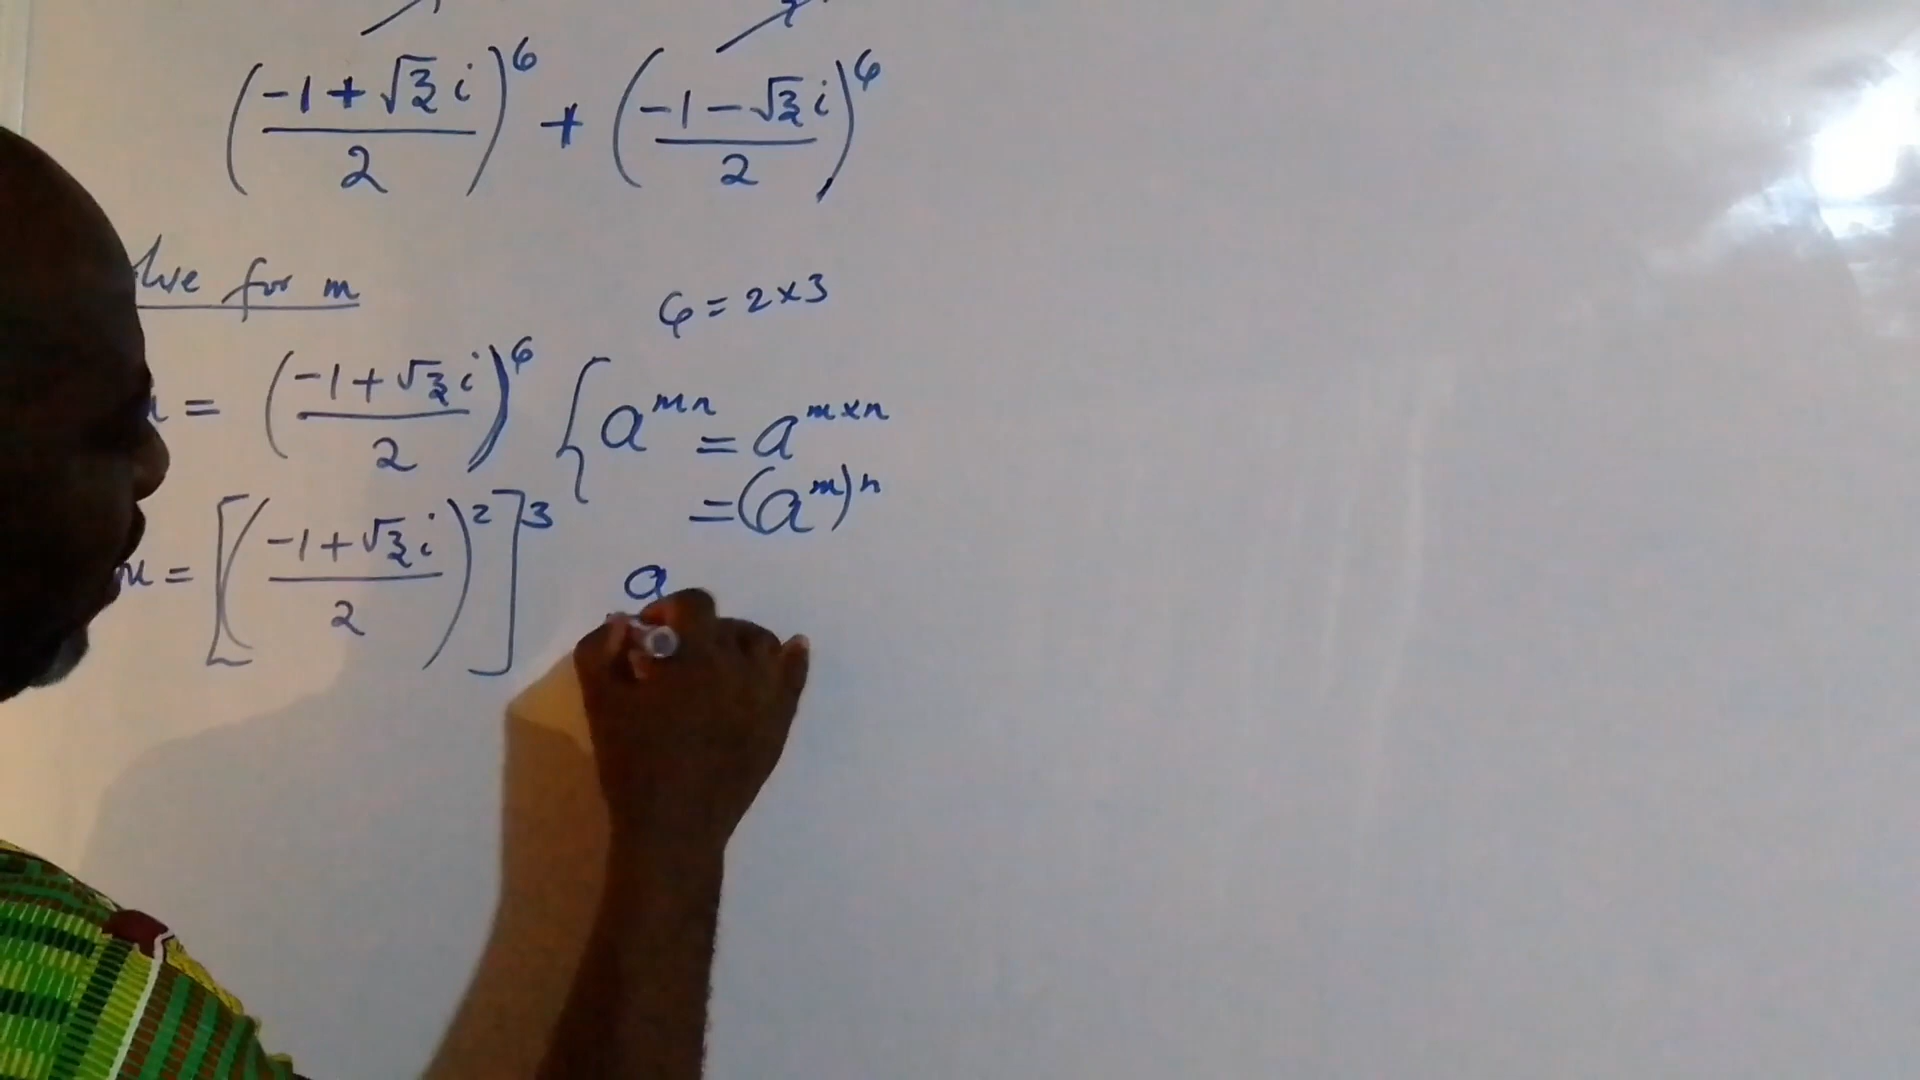 (-1 + √3 i / 2)^6 + (-1 - √3 i / 2)^6
lve for m
6 = 2 x 3
= (-1 + √3 i / 2)^6 { a^mn = a^m x n
= (a^m)^n
m = [(-1 + √3 i / 2)^2]^3
a